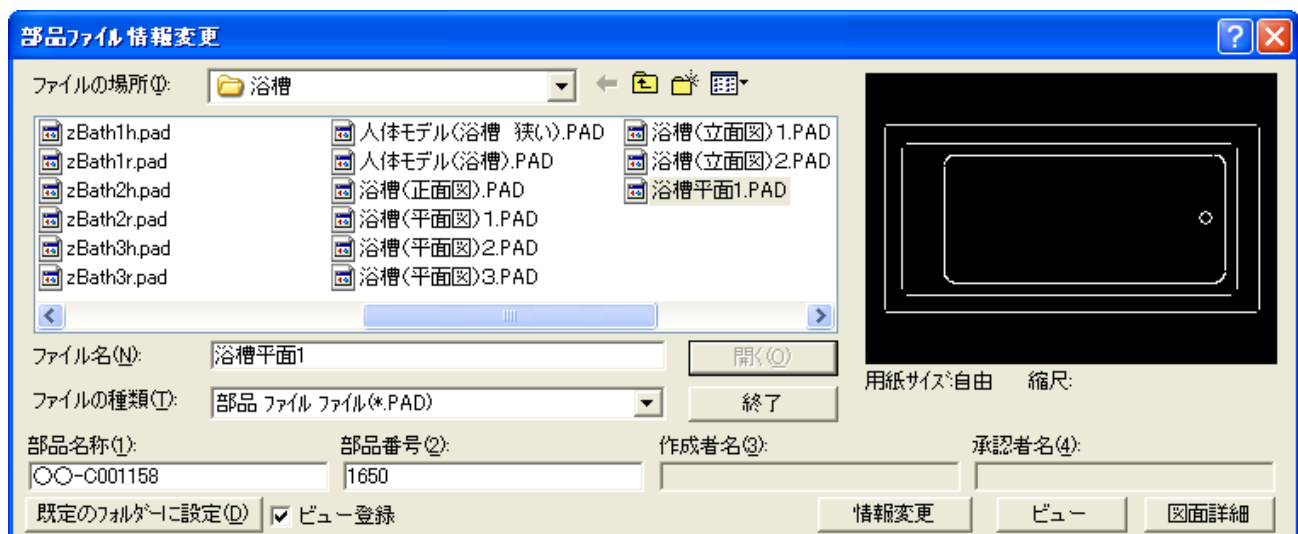 部品ファイル情報変更
ファイルの場所(I):
浴槽
zBath1h.pad
zBath1r.pad
zBath2h.pad
zBath2r.pad
zBath3h.pad
zBath3r.pad
人体モデル(浴槽 狭い).PAD
人体モデル(浴槽).PAD
浴槽(正面図).PAD
浴槽(平面図)1.PAD
浴槽(平面図)2.PAD
浴槽(平面図)3.PAD
浴槽(立面図)1.PAD
浴槽(立面図)2.PAD
浴槽平面1.PAD
ファイル名(N):
浴槽平面1
開く(O)
ファイルの種類(T):
部品 ファイル ファイル(*.PAD)
終了
用紙サイズ:自由 縮尺:
部品名称(1):
部品番号(2):
作成者名(3):
承認者名(4):
〇〇-C001158
1650
既定のフォルダーに設定(D)
ビュー登録
情報変更
ビュー
図面詳細